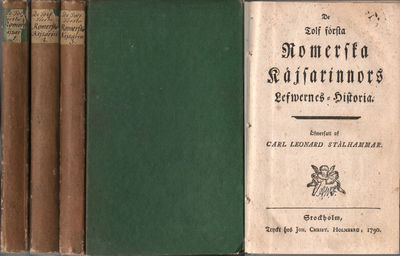 De
Tolf första
Romerska
Käjsarinnors
Lefwernes-Historia.
Öfwersatt af
CARL LEONARD STÅLHAMMAR.
Stockholm,
Tryckt hos JOH. CHRIST. HOLMBERG, 1790.